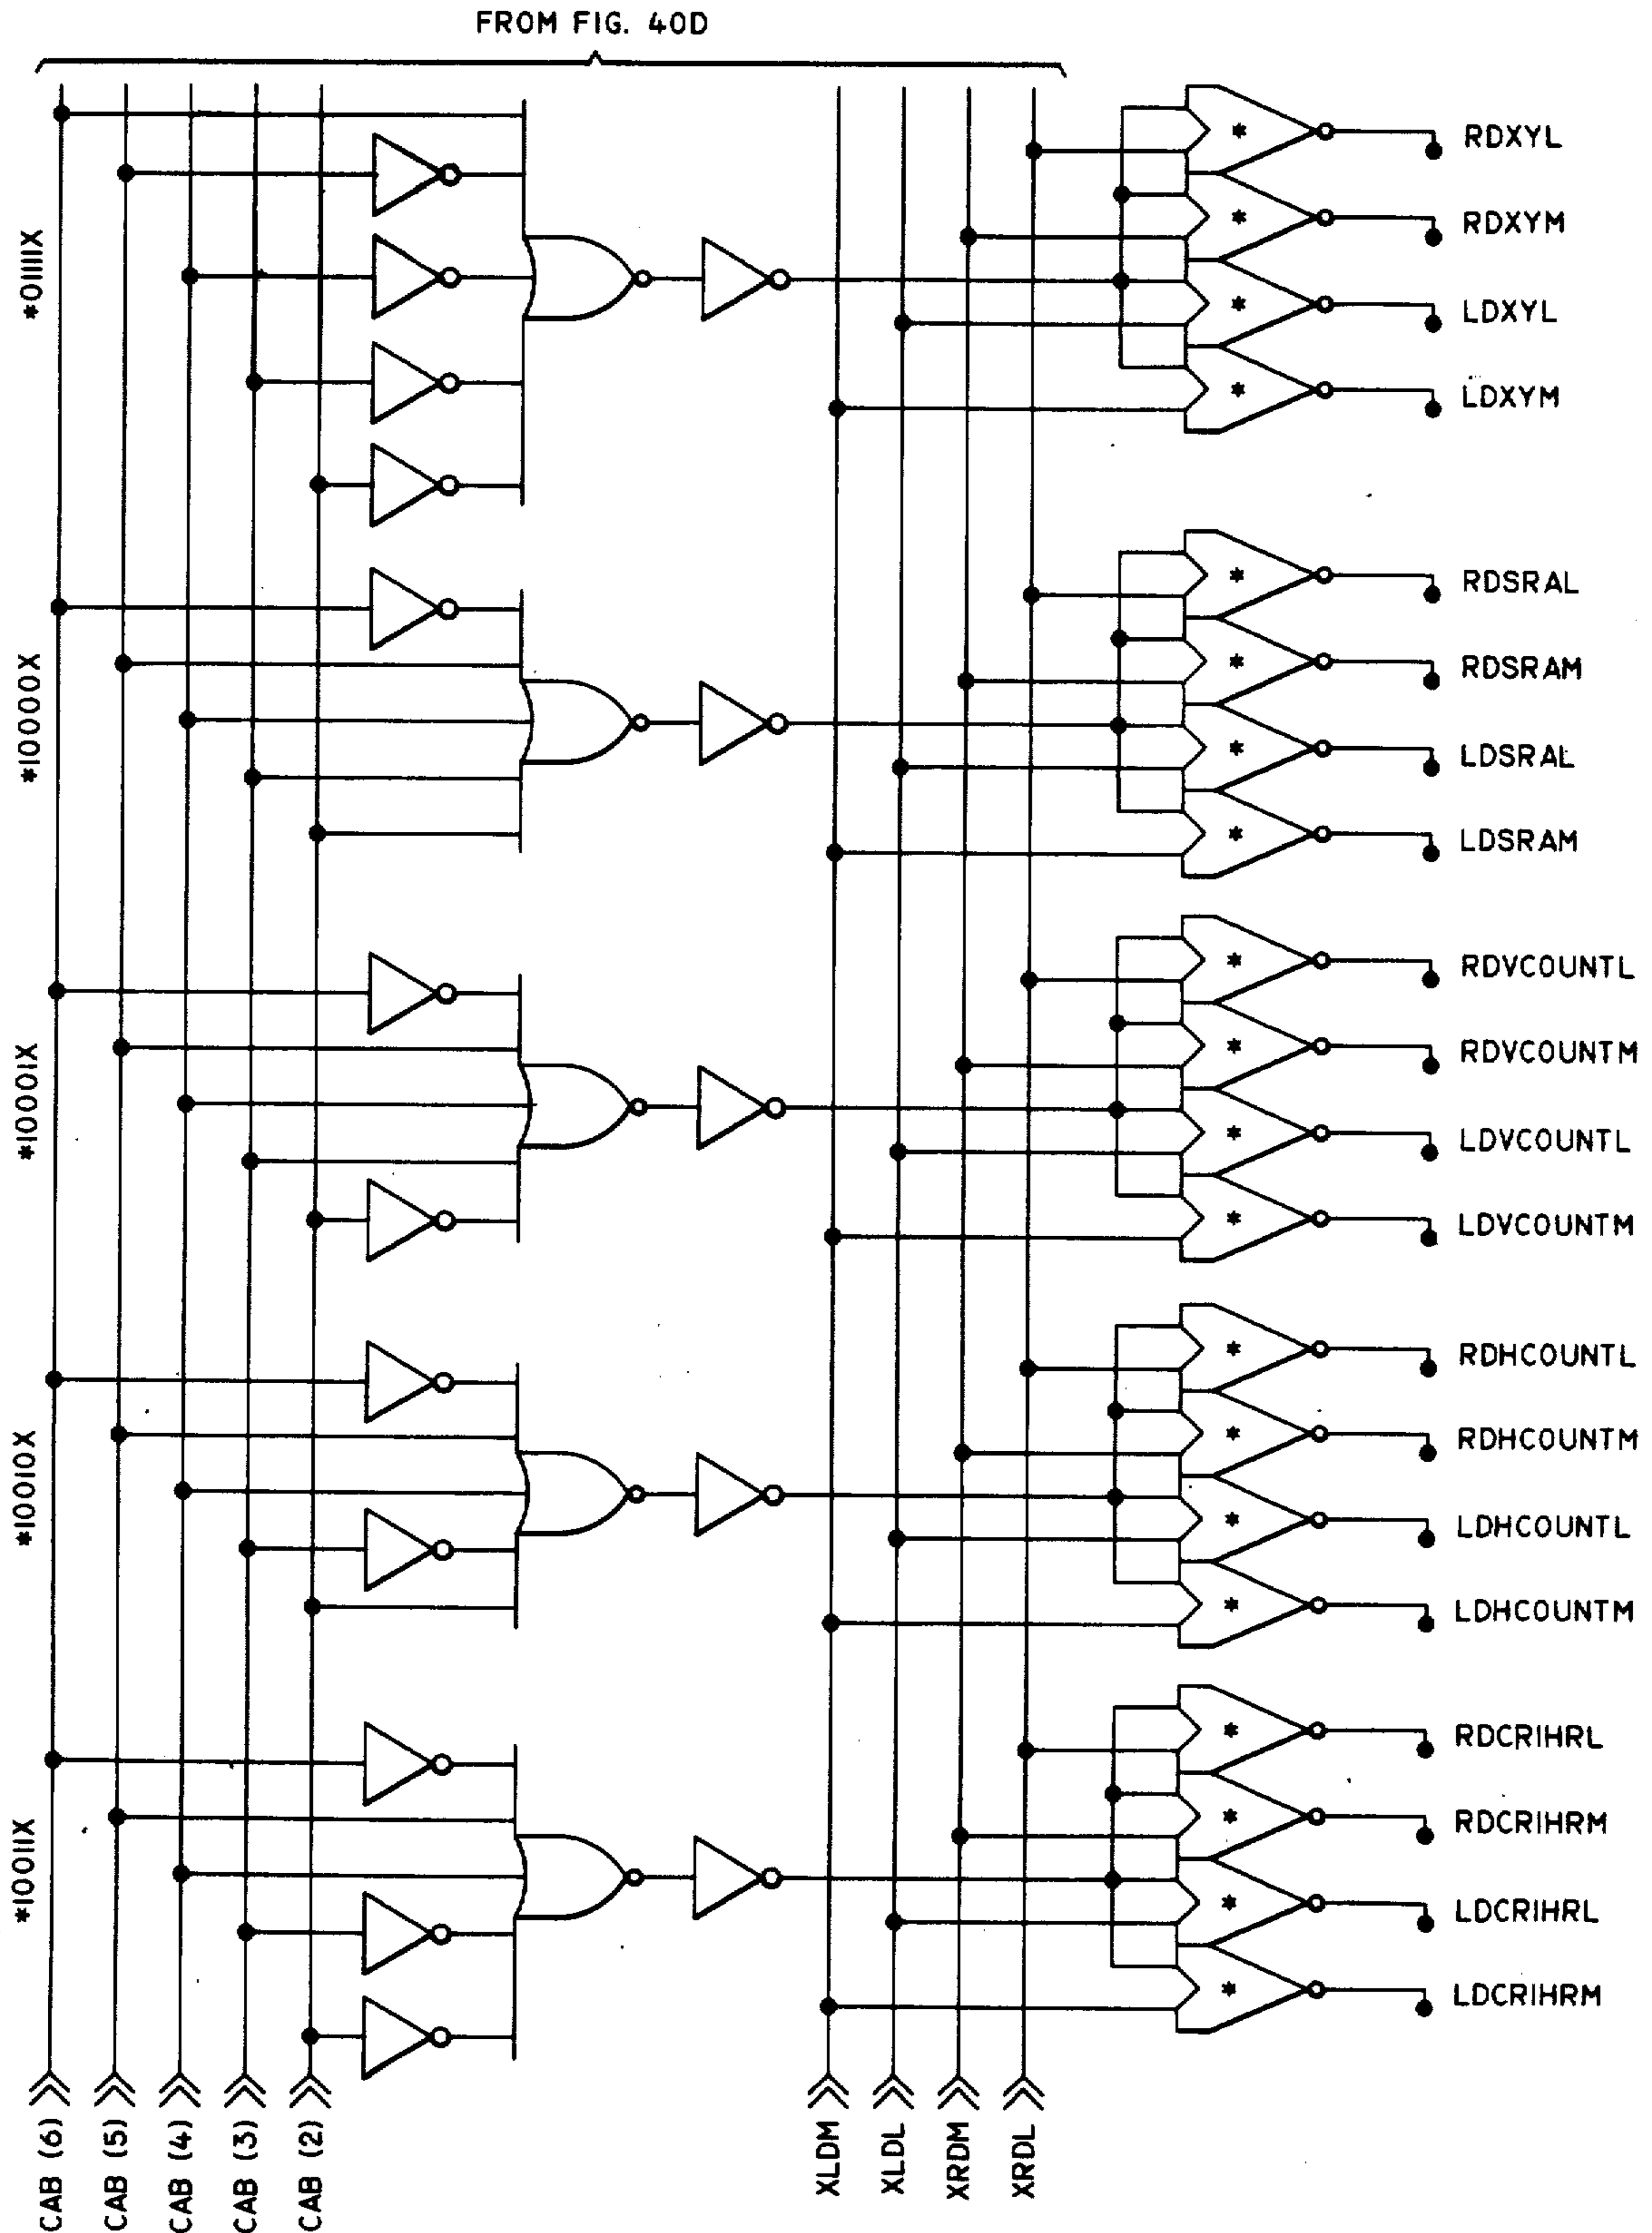 FROM FIG. 40D
*01111X
RDXYL
RDXYM
LDXYL
LDXYM
*10000X
RDSRAL
RDSRAM
LDSRAL
LDSRAM
*10001X
RDVCOUNTL
RDVCOUNTM
LDVCOUNTL
LDVCOUNTM
*10010X
RDHCOUNTL
RDHCOUNTM
LDHCOUNTL
LDHCOUNTM
*10011X
RDCRIHRL
RDCRIHRM
LDCRIHRL
LDCRIHRM
CAB (6)
CAB (5)
CAB (4)
CAB (3)
CAB (2)
XLDM
XLDL
XRDM
XRDL